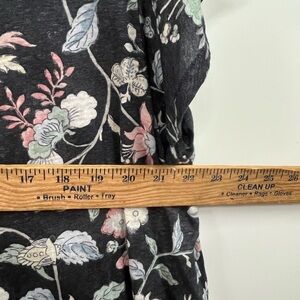 17 18 19 20 21 22 23 24 25 26
PAINT CLEAN UP
• Brush • Roller • Tray • Cleaner • Rags • Gloves